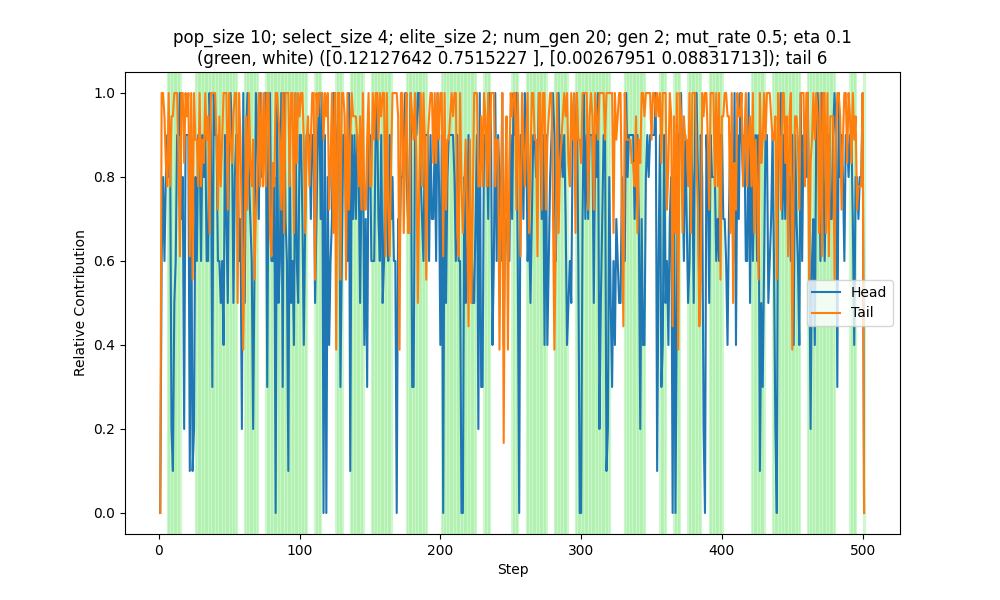 pop_size 10; select_size 4; elite_size 2; num_gen 20; gen 2; mut_rate 0.5; eta 0.1
(green, white) ([0.12127642 0.7515227 ], [0.00267951 0.08831713]); tail 6
1.0
0.8
0.6
0.4
0.2
0.0
Relative Contribution
Head
Tail
0 100 200 300 400 500
Step